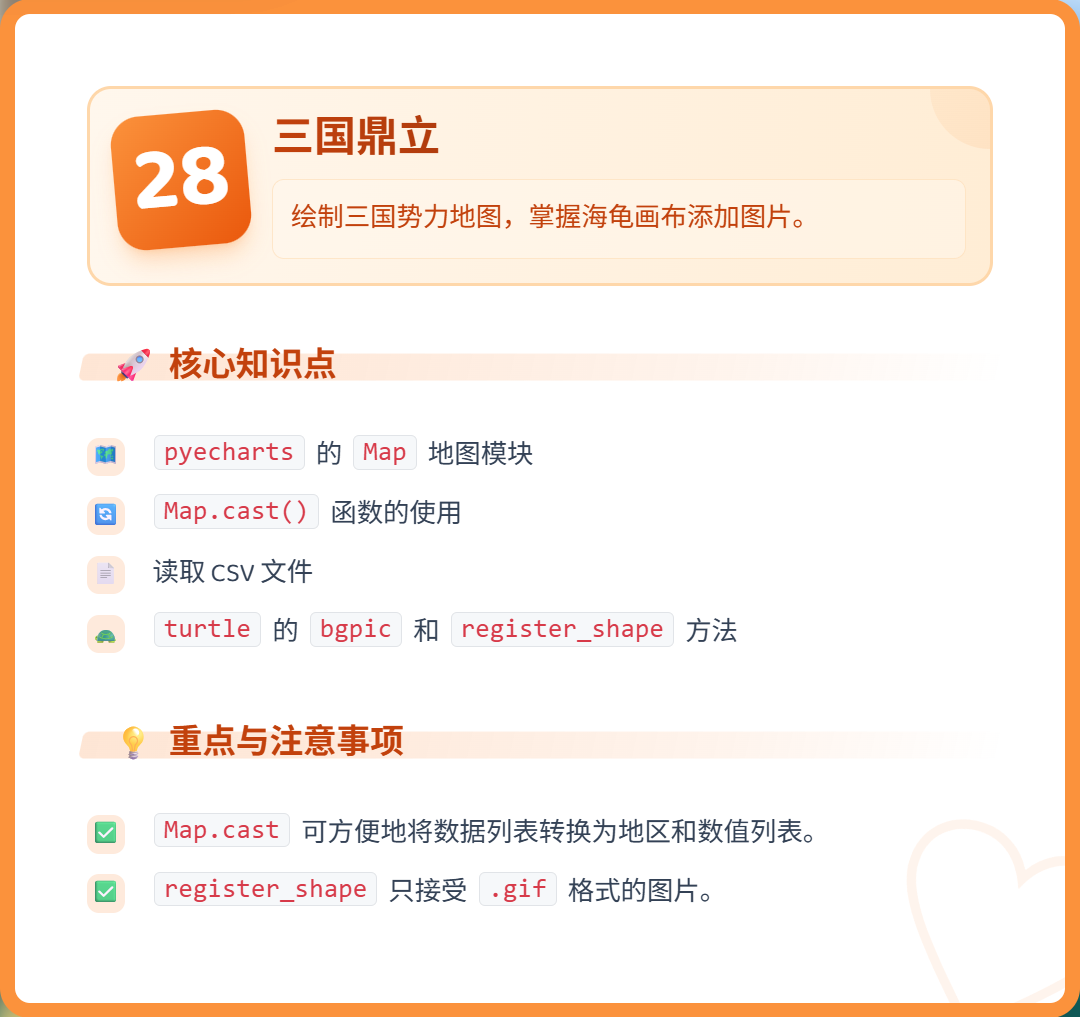 28
三国鼎立
绘制三国势力地图，掌握海龟画布添加图片。
核心知识点
pyecharts 的 Map 地图模块
Map.cast() 函数的使用
读取 CSV 文件
turtle 的 bgpic 和 register_shape 方法
重点与注意事项
Map.cast 可方便地将数据列表转换为地区和数值列表。
register_shape 只接受 .gif 格式的图片。